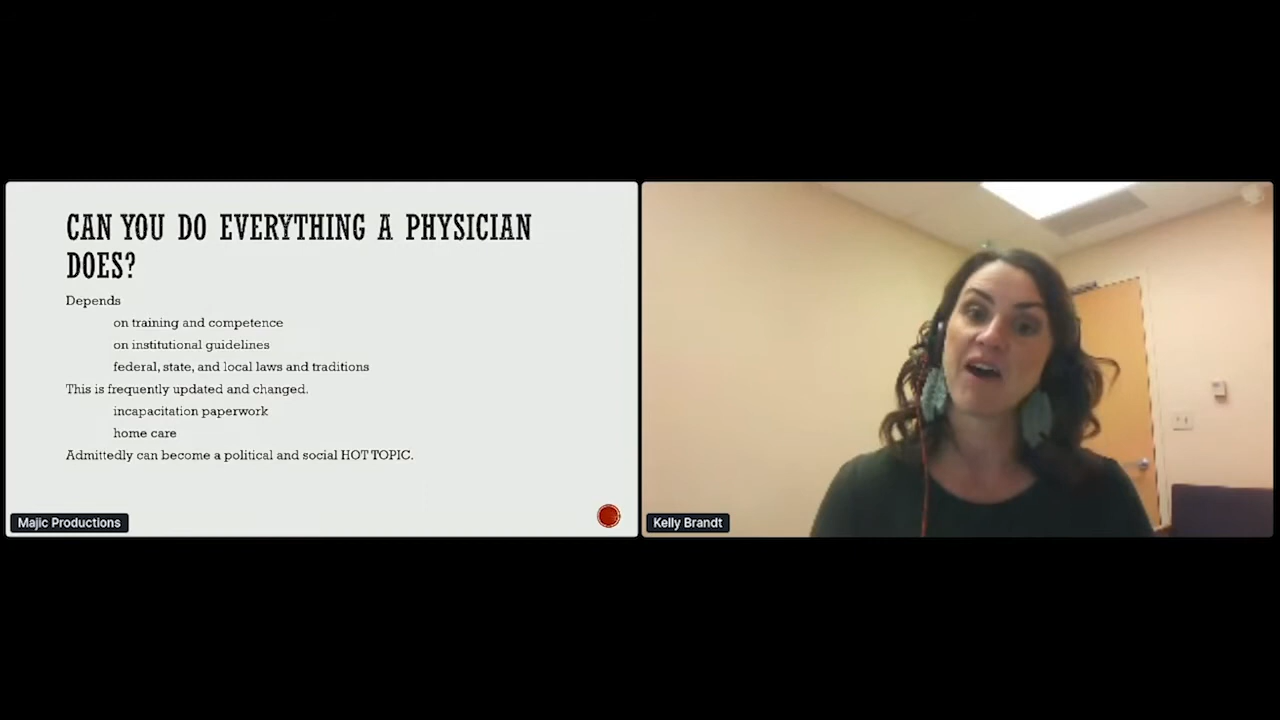 CAN YOU DO EVERYTHING A PHYSICIAN
DOES?
Depends
on training and competence
on institutional guidelines
federal, state, and local laws and traditions
This is frequently updated and changed.
incapacitation paperwork
home care
Admittedly can become a political and social HOT TOPIC.
Majic Productions
Kelly Brandt